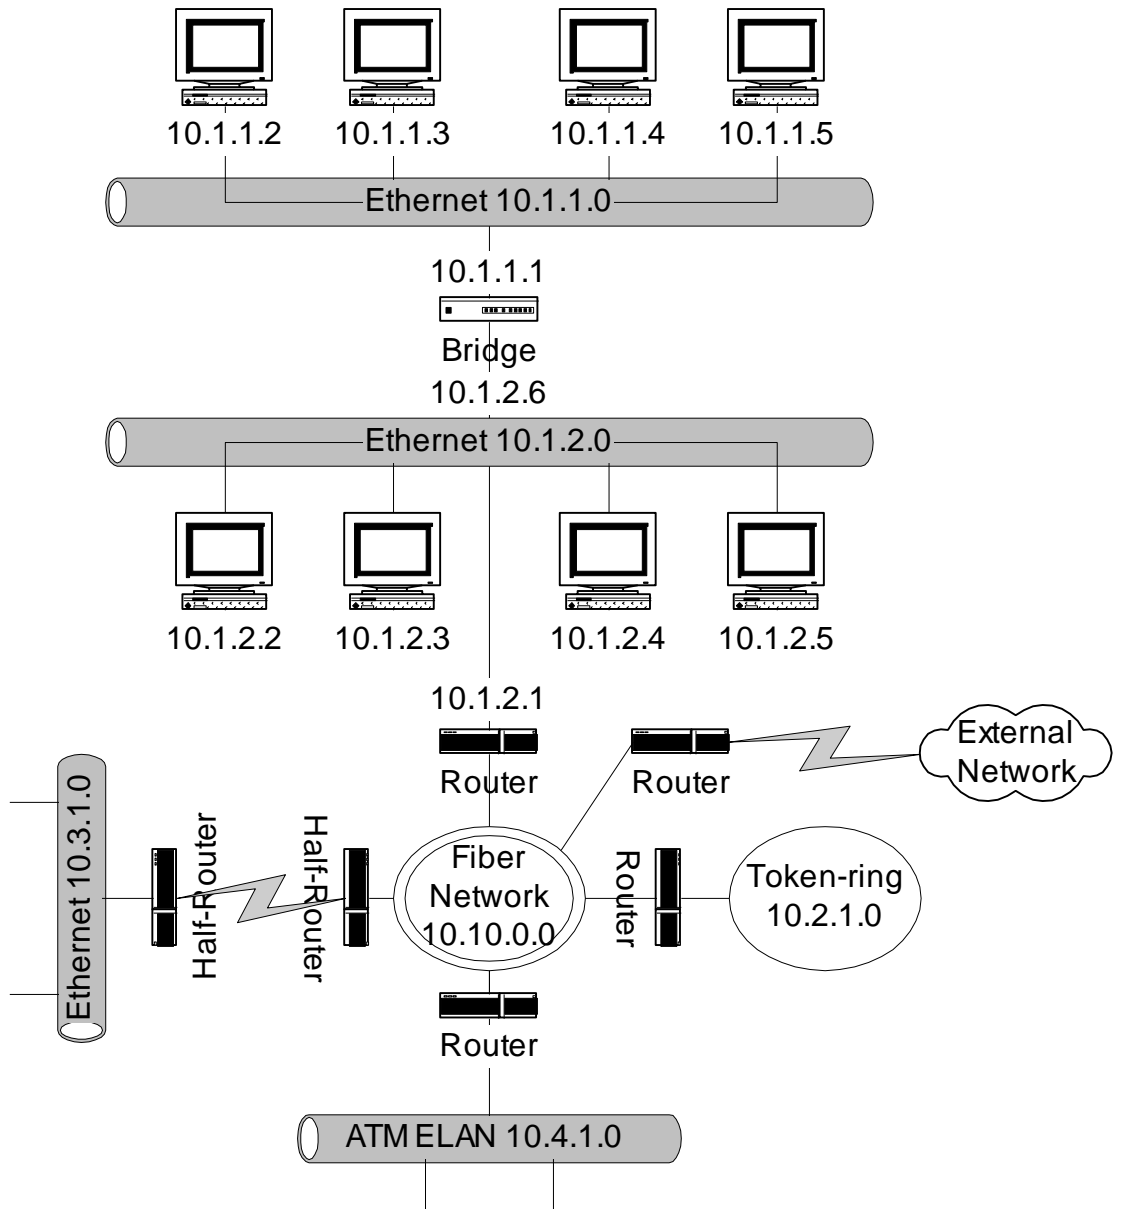 10.1.1.2 10.1.1.3 10.1.1.4 10.1.1.5
Ethernet 10.1.1.0
10.1.1.1
Bridge
10.1.2.6
Ethernet 10.1.2.0
10.1.2.2 10.1.2.3 10.1.2.4 10.1.2.5
10.1.2.1
Router
Router
External
Network
Ethernet 10.3.1.0
Half-Router
Half-Router
Fiber
Network
10.10.0.0
Router
Token-ring
10.2.1.0
Router
ATM ELAN 10.4.1.0